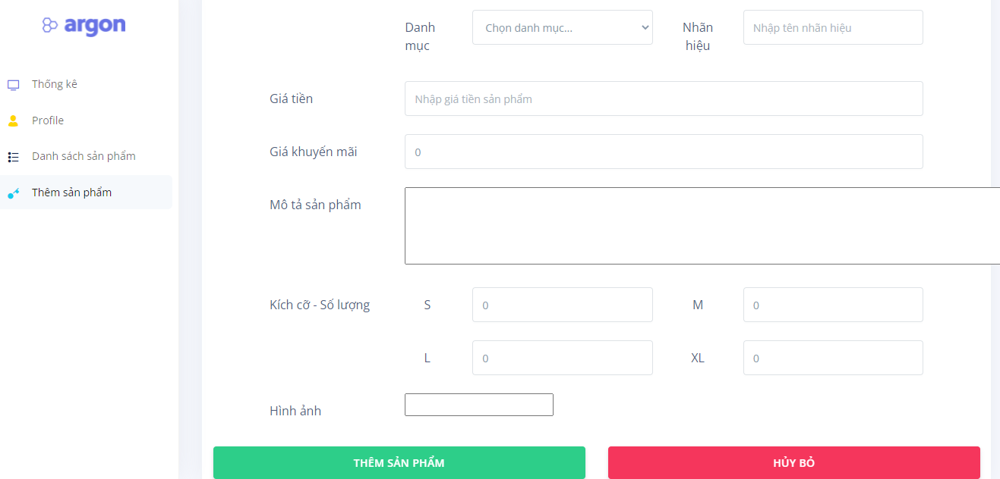 argon
Thống kê
Profile
Danh sách sản phẩm
Thêm sản phẩm
Danh mục
Chọn danh mục...
Nhãn hiệu
Nhập tên nhãn hiệu
Giá tiền
Nhập giá tiền sản phẩm
Giá khuyến mãi
0
Mô tả sản phẩm
Kích cỡ - Số lượng
S
0
M
0
L
0
XL
0
Hình ảnh
THÊM SẢN PHẨM
HỦY BỎ